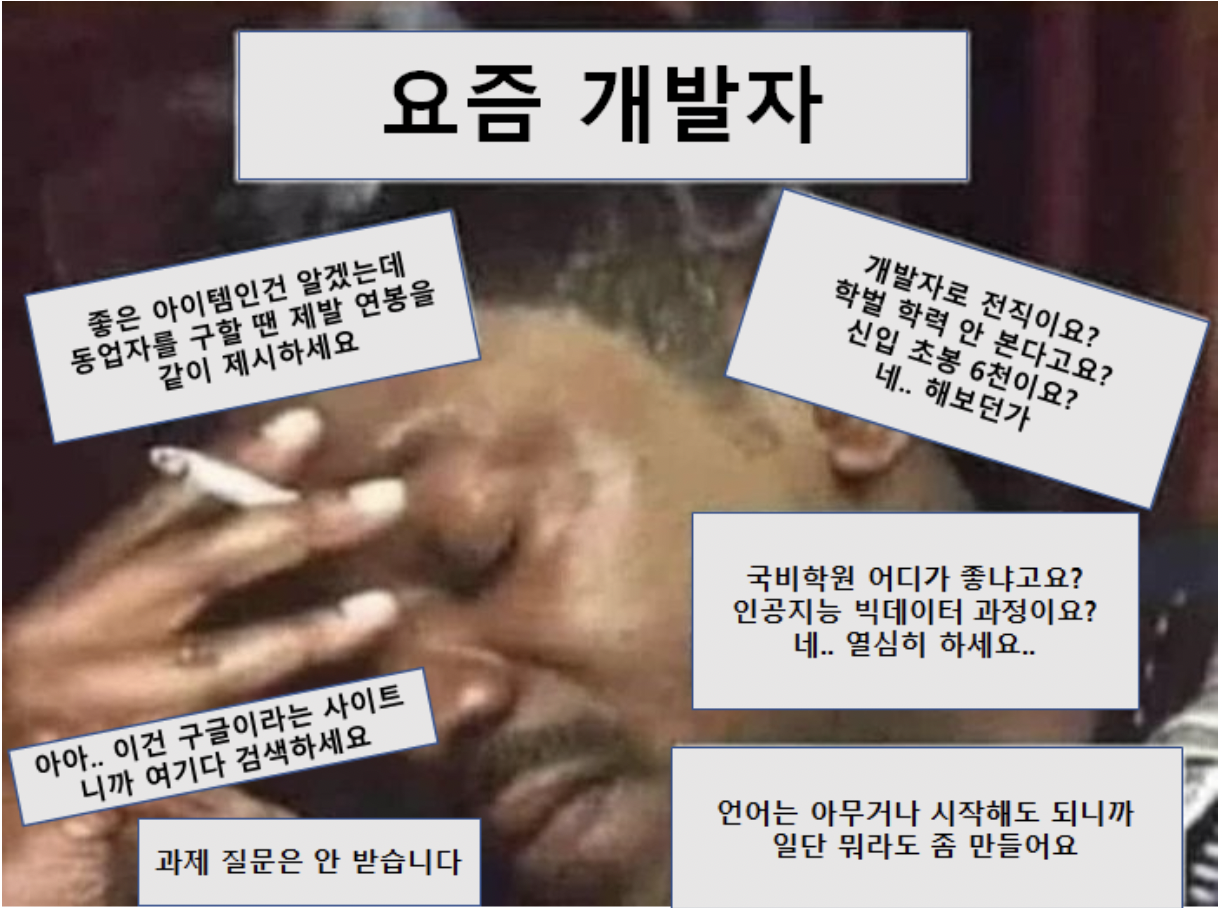 요즘 개발자
좋은 아이템인건 알겠는데
동업자를 구할 땐 제발 연봉을
같이 제시하세요
개발자로 전직이요?
학벌 학력 안 본다고요?
신입 초봉 6천이요?
네.. 해보던가
국비학원 어디가 좋냐고요?
인공지능 빅데이터 과정이요?
네.. 열심히 하세요..
아아.. 이건 구글이라는 사이트
니까 여기다 검색하세요
과제 질문은 안 받습니다
언어는 아무거나 시작해도 되니까
일단 뭐라도 좀 만들어요